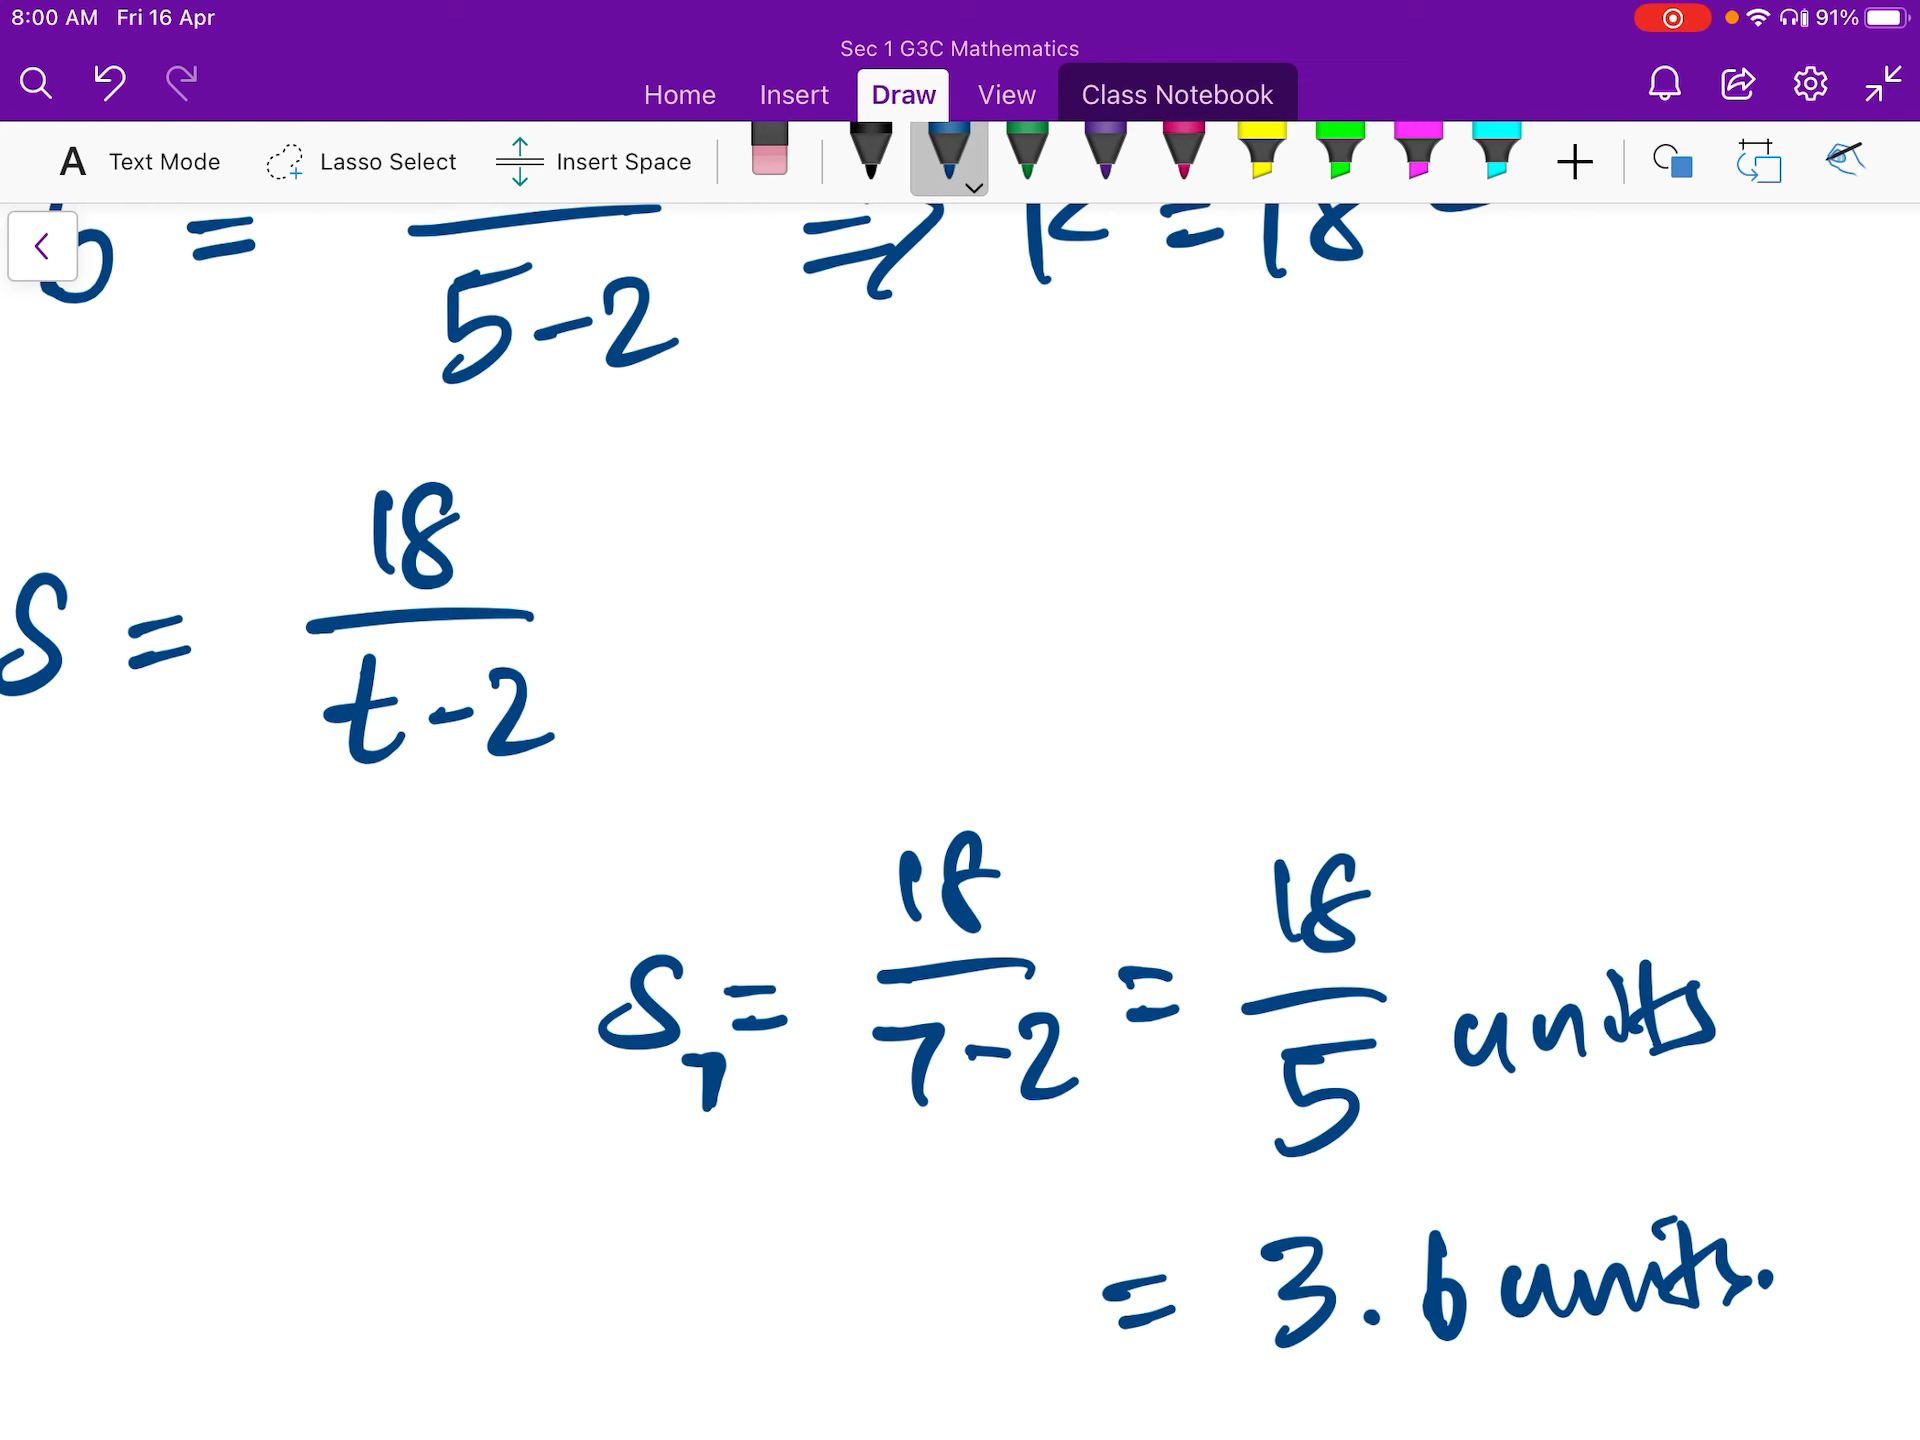 8:00 AM Fri 16 Apr 91%
Sec 1 G3C Mathematics
Home Insert Draw View Class Notebook
A Text Mode Lasso Select Insert Space
6 = —— ⇒ k = 18
5-2
18
S = ——
t-2
18 18
S₇ = —— = —— units
7-2 5
= 3.6 units.